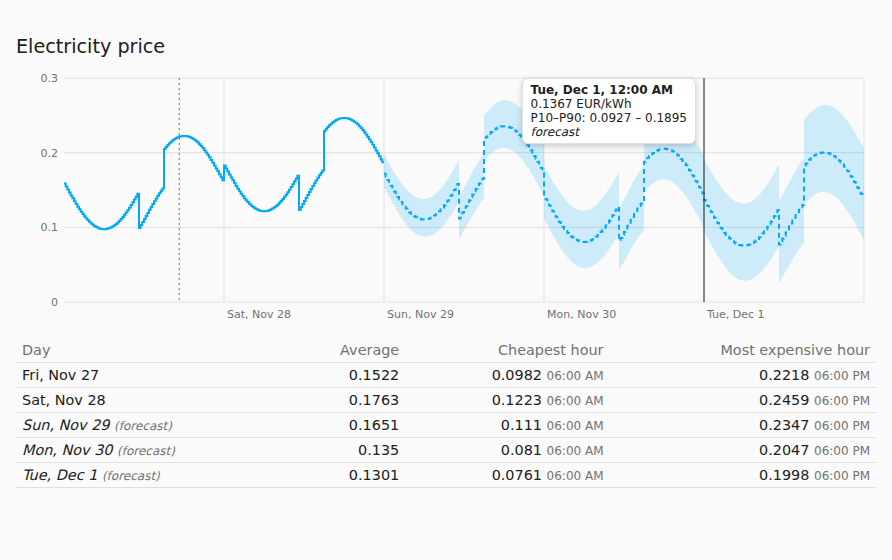 Electricity price
0.3
0.2
0.1
0
Tue, Dec 1, 12:00 AM
0.1367 EUR/kWh
P10–P90: 0.0927 – 0.1895
forecast
Sat, Nov 28 Sun, Nov 29 Mon, Nov 30 Tue, Dec 1
Day Average Cheapest hour Most expensive hour
Fri, Nov 27 0.1522 0.0982 06:00 AM 0.2218 06:00 PM
Sat, Nov 28 0.1763 0.1223 06:00 AM 0.2459 06:00 PM
Sun, Nov 29 (forecast) 0.1651 0.111 06:00 AM 0.2347 06:00 PM
Mon, Nov 30 (forecast) 0.135 0.081 06:00 AM 0.2047 06:00 PM
Tue, Dec 1 (forecast) 0.1301 0.0761 06:00 AM 0.1998 06:00 PM